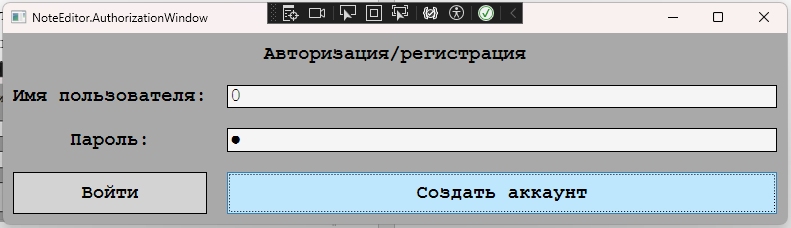 NoteEditor.AuthorizationWindow
Авторизация/регистрация
Имя пользователя: 0
Пароль: ●
Войти Создать аккаунт